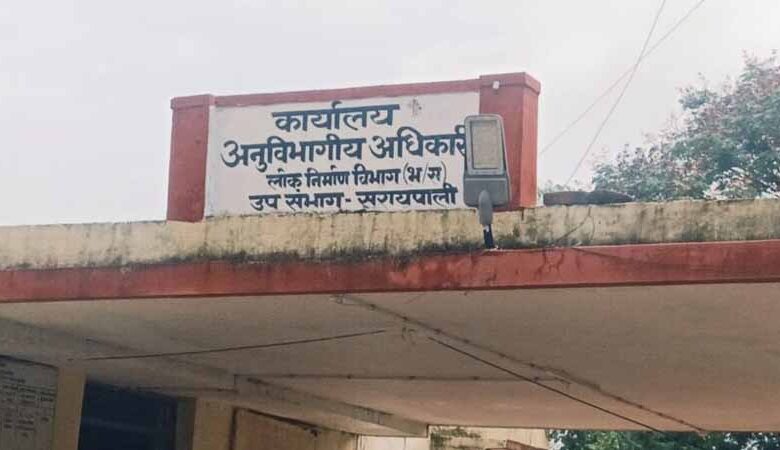 कार्यालय
अनुविभागीय अधिकारी
लोक निर्माण विभाग (भ/स)
उप संभाग - सरायपाली